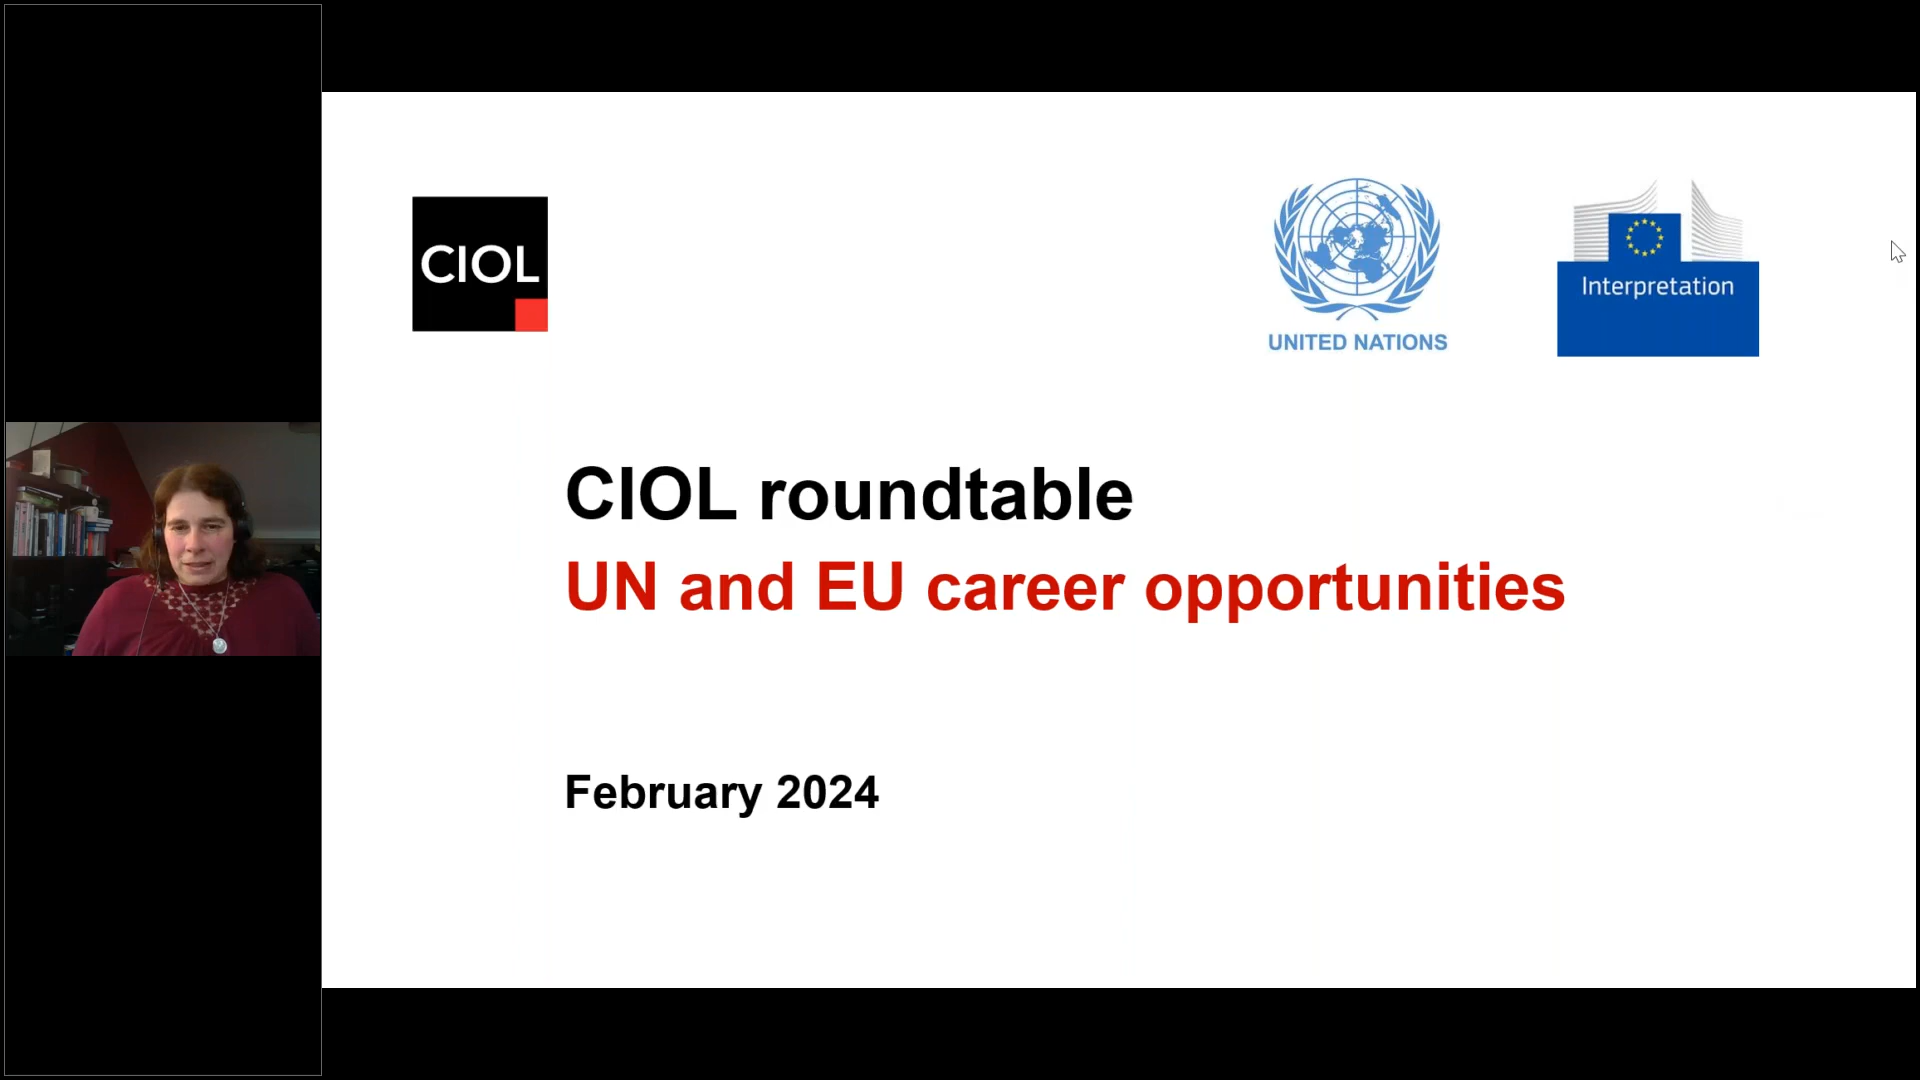 CIOL
UNITED NATIONS
Interpretation
CIOL roundtable
UN and EU career opportunities
February 2024